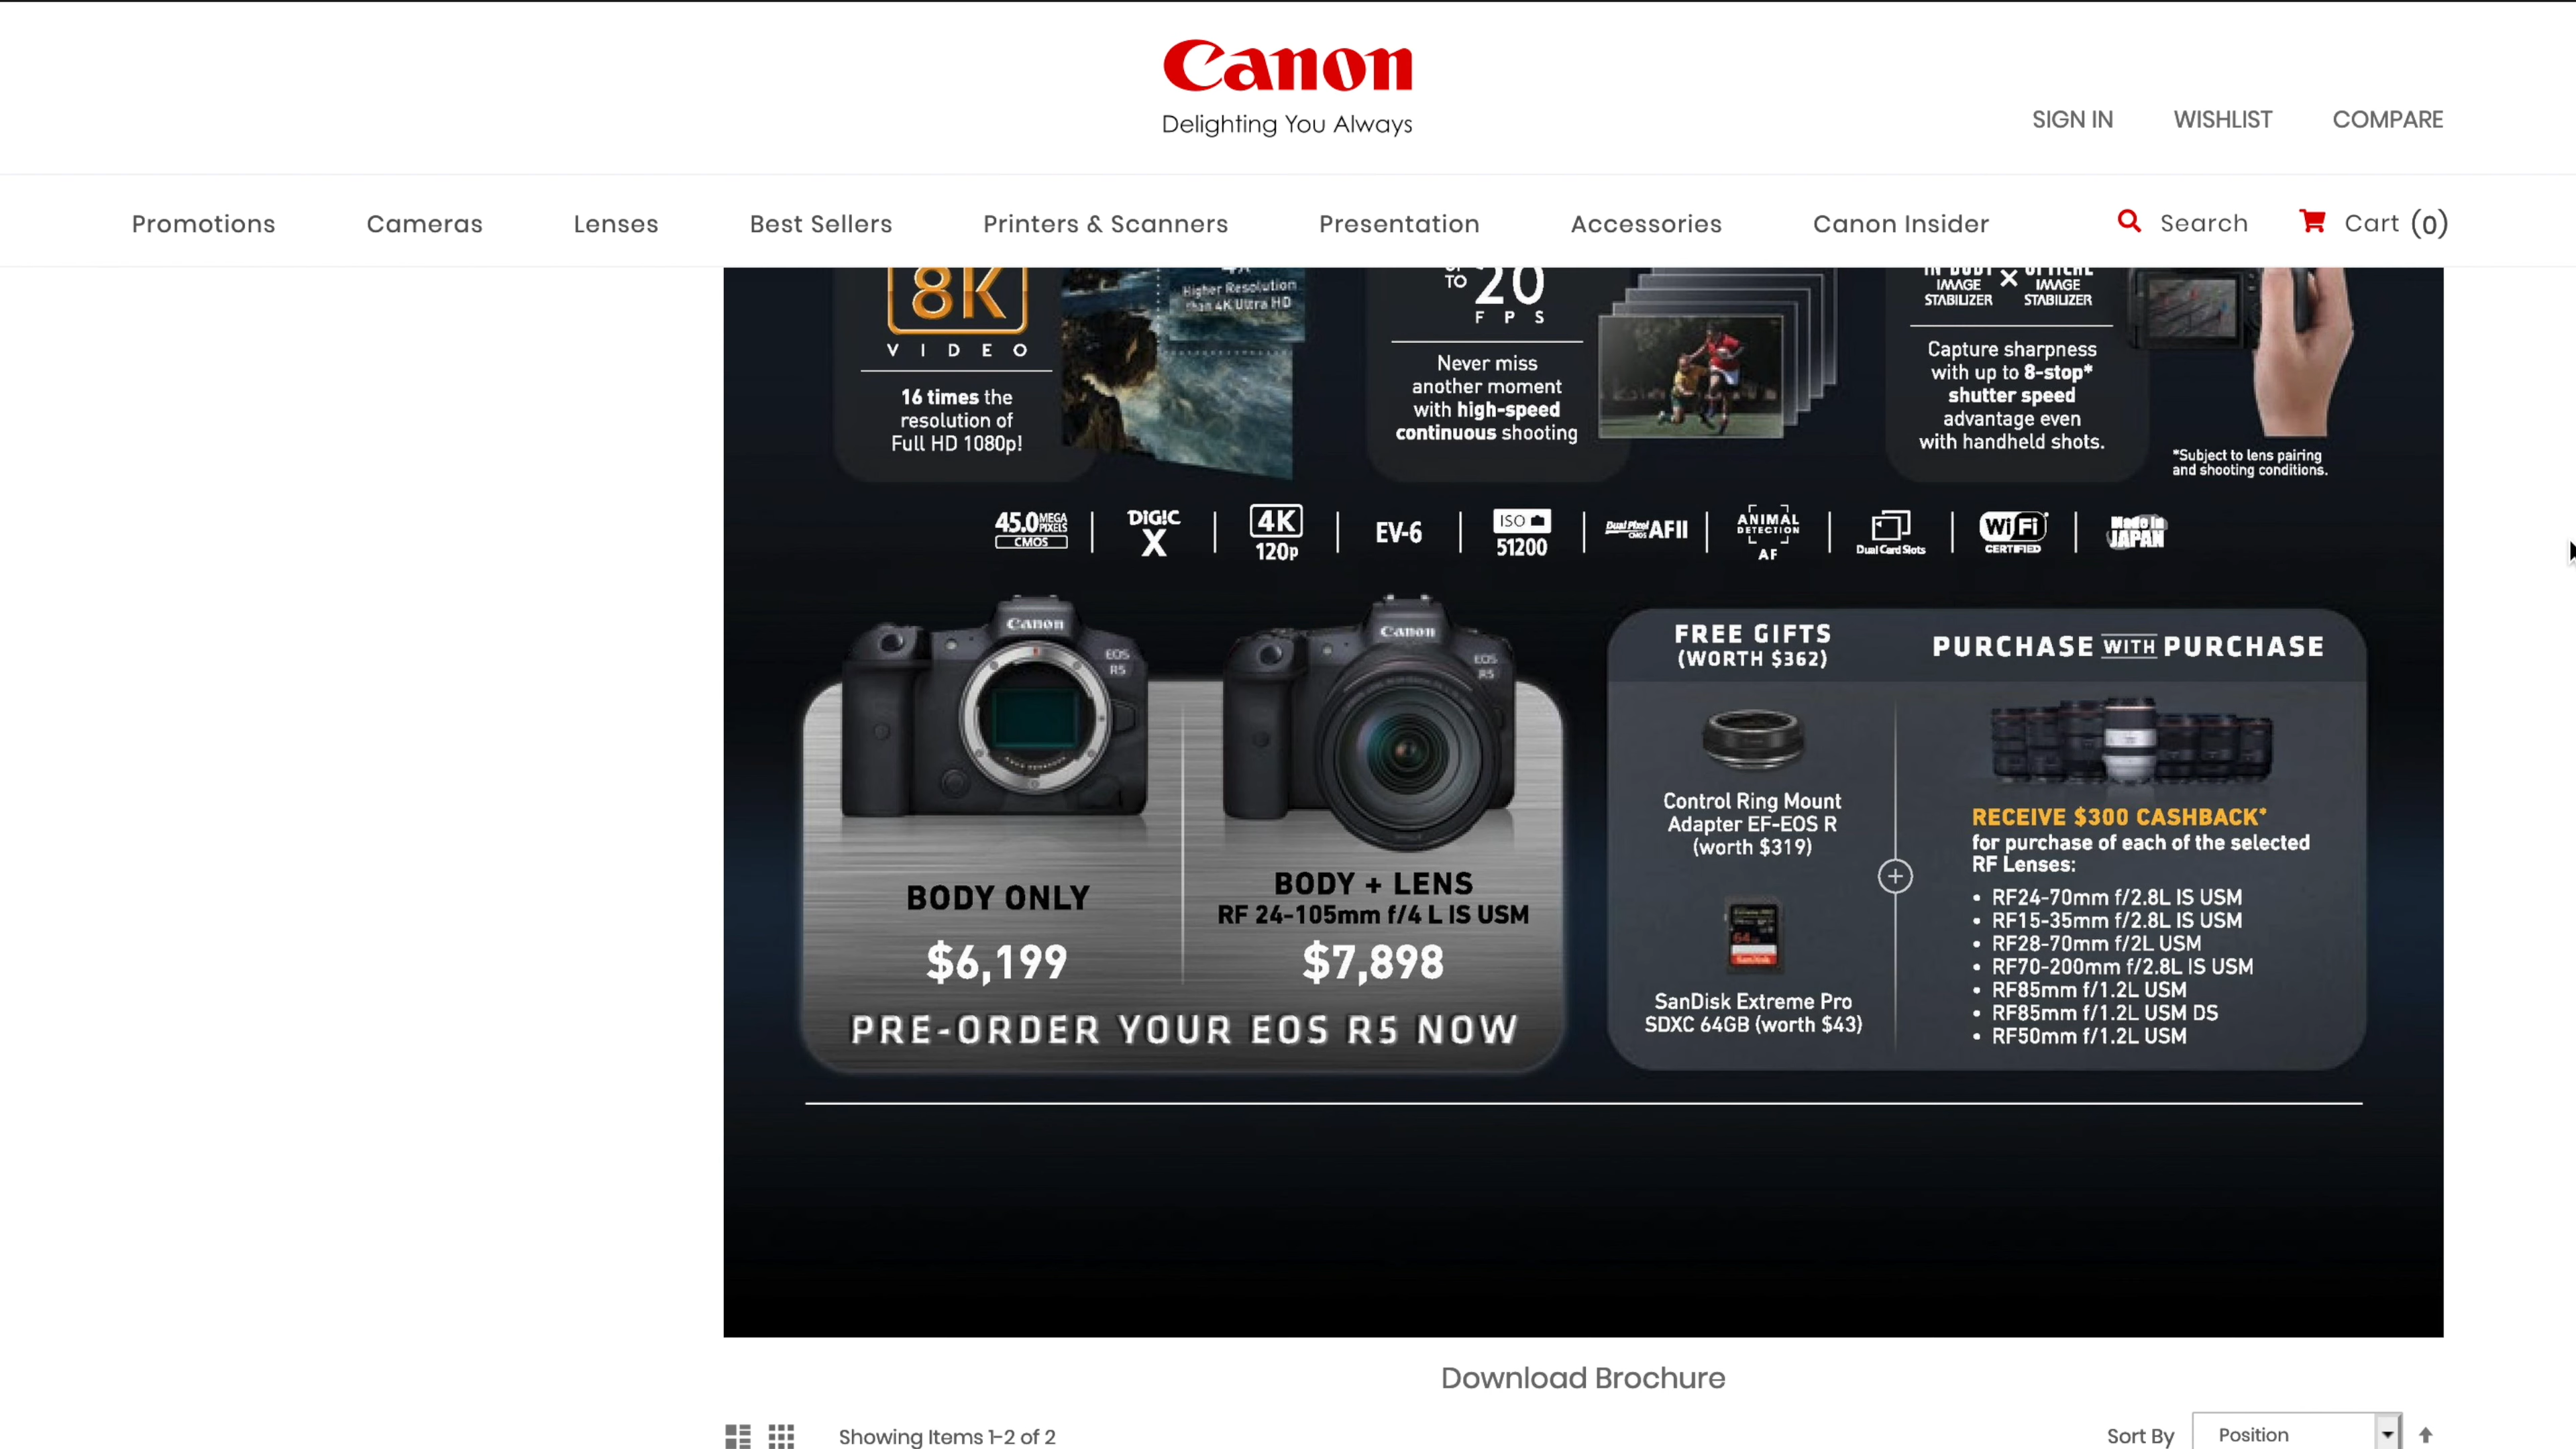 Canon
Delighting You Always
SIGN IN
WISHLIST
COMPARE
Promotions
Cameras
Lenses
Best Sellers
Printers & Scanners
Presentation
Accessories
Canon Insider
Search
Cart (0)
8K
VIDEO
16 times the
resolution of
Full HD 1080p!
Higher Resolution
than 4K Ultra HD
TO 20
FPS
Never miss
another moment
with high-speed
continuous shooting
IN-BODY X OPTICAL
IMAGE IMAGE
STABILIZER STABILIZER
Capture sharpness
with up to 8-stop*
shutter speed
advantage even
with handheld shots.
*Subject to lens pairing
and shooting conditions.
45.0 MEGA PIXELS
CMOS
DIGIC
X
4K
120p
EV-6
ISO
51200
Dual Pixel CMOS AFII
ANIMAL
DETECTION
AF
Dual Card Slots
WiFi
CERTIFIED
Made in
JAPAN
Canon
EOS
R5
Canon
EOS
R5
BODY ONLY
$6,199
BODY + LENS
RF 24-105mm f/4 L IS USM
$7,898
PRE-ORDER YOUR EOS R5 NOW
FREE GIFTS
(WORTH $362)
Control Ring Mount
Adapter EF-EOS R
(worth $319)
64
SanDisk
SanDisk Extreme Pro
SDXC 64GB (worth $43)
PURCHASE WITH PURCHASE
RECEIVE $300 CASHBACK*
for purchase of each of the selected
RF Lenses:
• RF24-70mm f/2.8L IS USM
• RF15-35mm f/2.8L IS USM
• RF28-70mm f/2L USM
• RF70-200mm f/2.8L IS USM
• RF85mm f/1.2L USM
• RF85mm f/1.2L USM DS
• RF50mm f/1.2L USM
Download Brochure
Showing Items 1-2 of 2
Sort By
Position